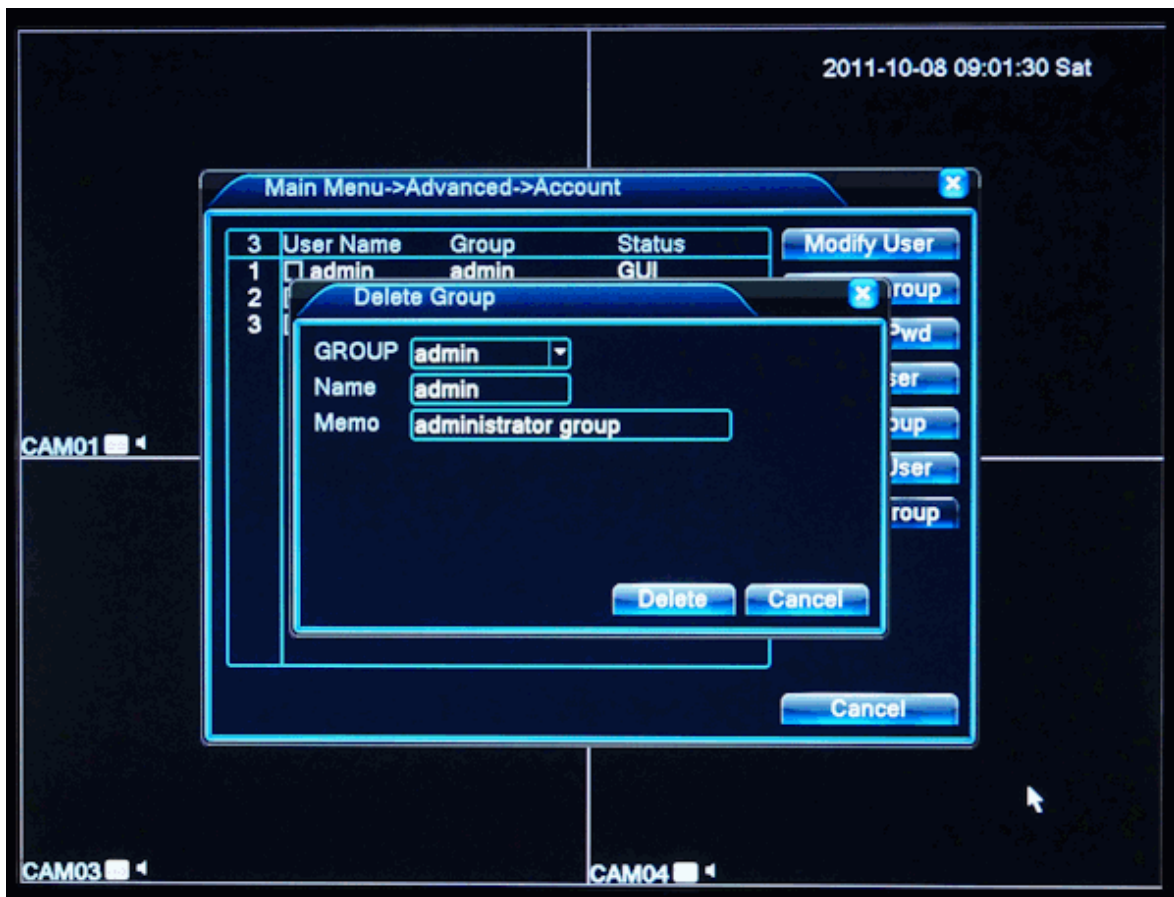 2011-10-08 09:01:30 Sat
Main Menu->Advanced->Account
3 User Name Group Status
Modify User
1 admin admin GUI
roup
2
Delete Group
3
Pwd
GROUP admin
ser
Name admin
oup
Memo administrator group
CAM01
User
roup
Delete Cancel
Cancel
CAM03
CAM04